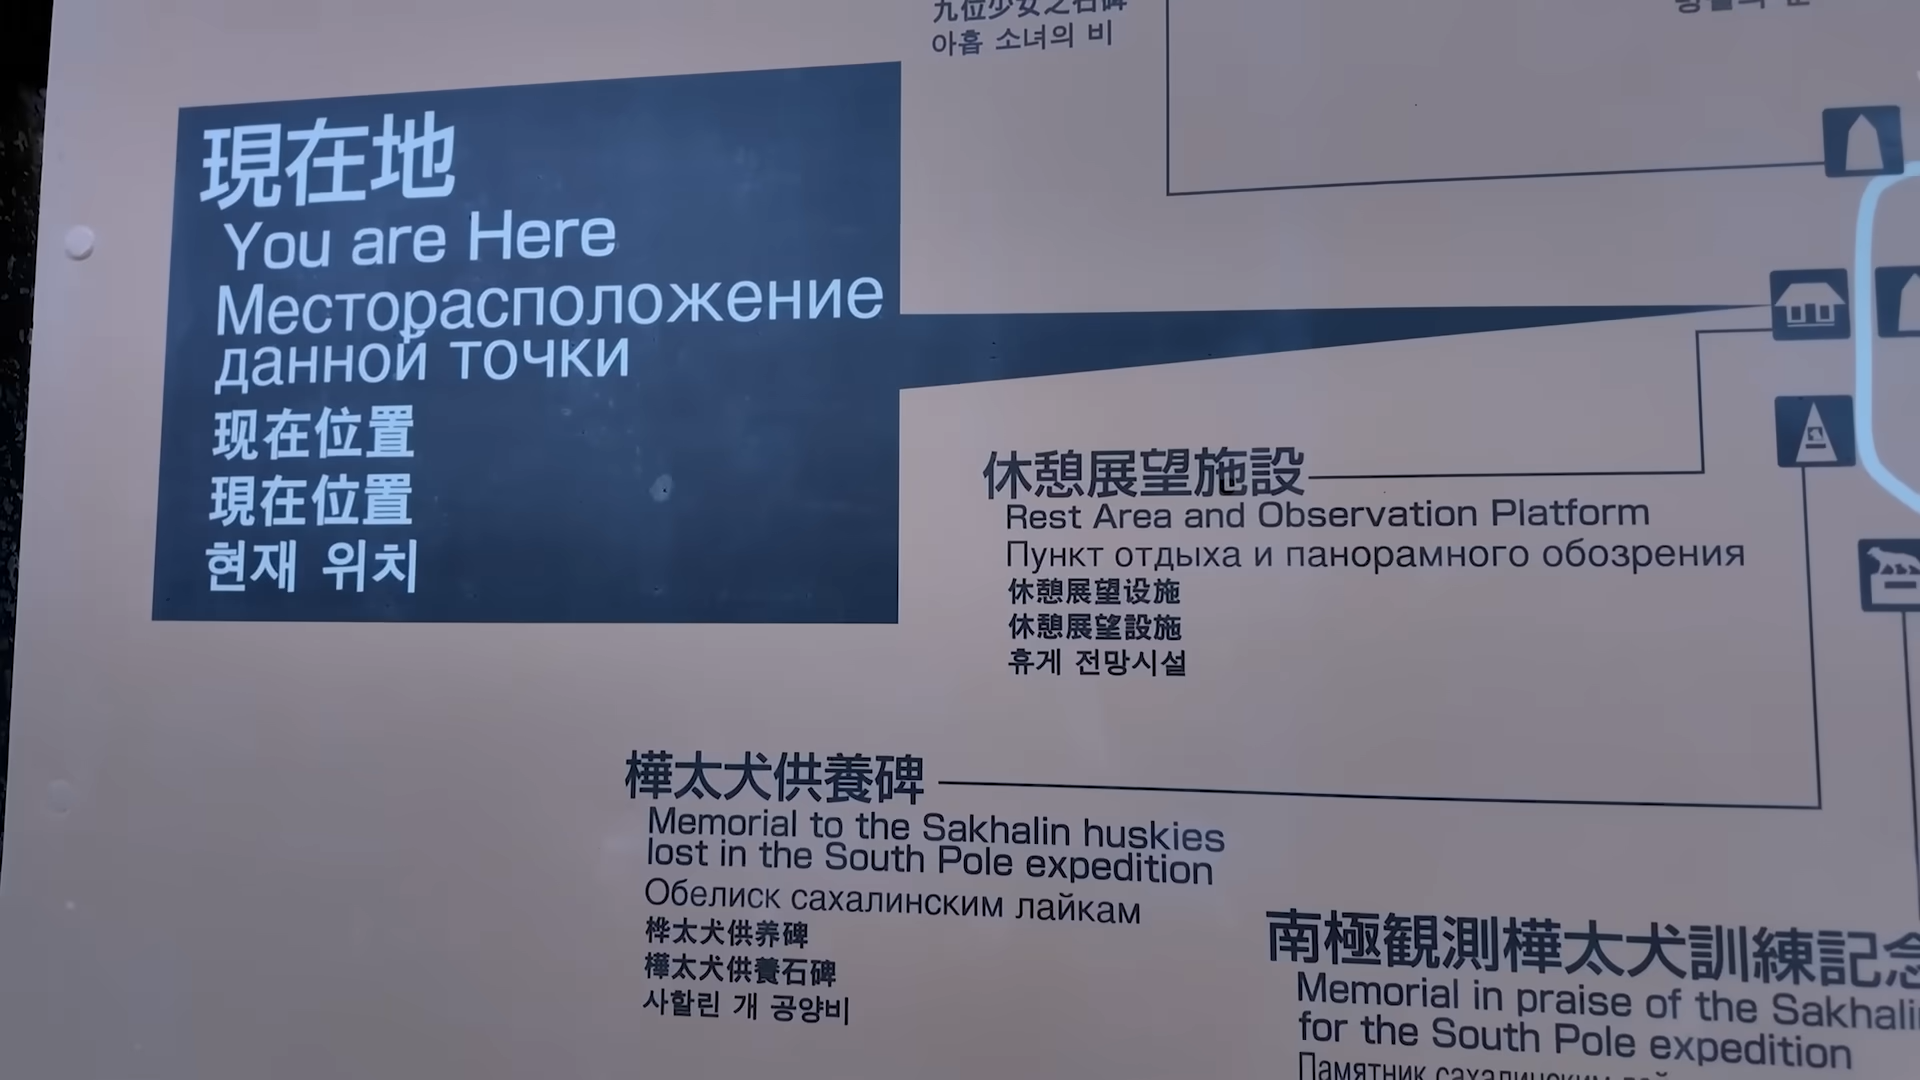 九位少女之石碑
아홉 소녀의 비
現在地
You are Here
Месторасположение
данной точки
现在位置
現在位置
현재 위치
休憩展望施設
Rest Area and Observation Platform
Пункт отдыха и панорамного обозрения
休憩展望设施
休憩展望設施
휴게 전망시설
樺太犬供養碑
Memorial to the Sakhalin huskies
lost in the South Pole expedition
Обелиск сахалинским лайкам
桦太犬供养碑
樺太犬供養石碑
사할린 개 공양비
南極観測樺太犬訓練記念
Memorial in praise of the Sakhali
for the South Pole expedition
Памятник сахалинским